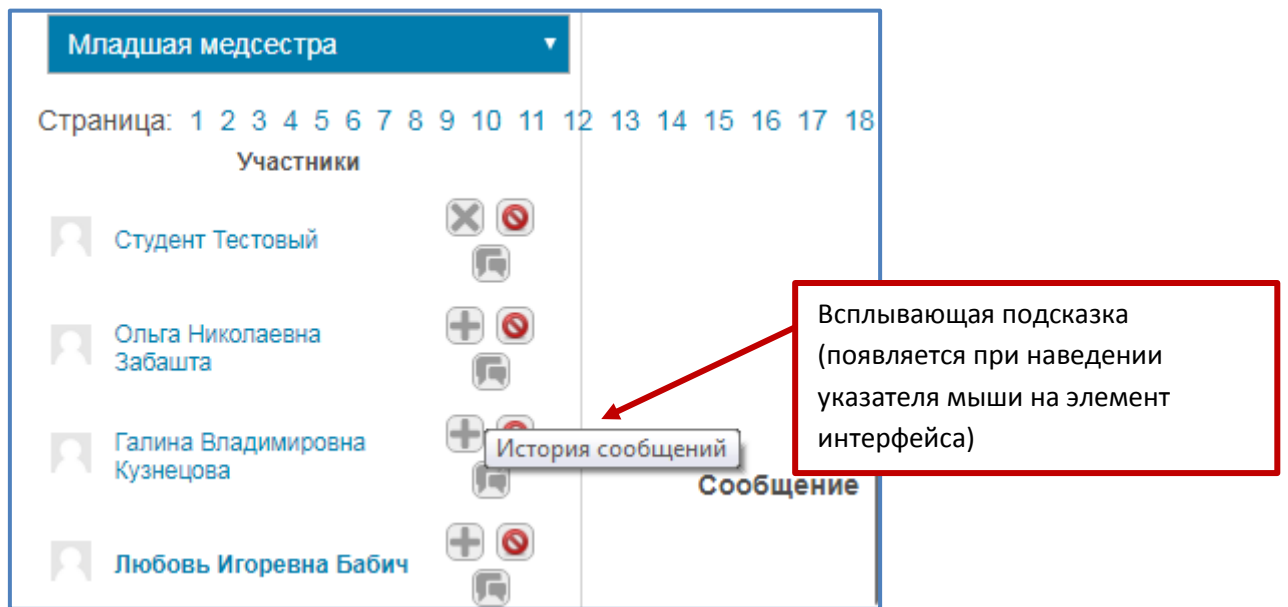 Младшая медсестра
Страница: 1 2 3 4 5 6 7 8 9 10 11 12 13 14 15 16 17 18
Участники
Студент Тестовый
Ольга Николаевна
Забашта
Галина Владимировна
Кузнецова
История сообщений
Сообщение
Любовь Игоревна Бабич
Всплывающая подсказка
(появляется при наведении
указателя мыши на элемент
интерфейса)